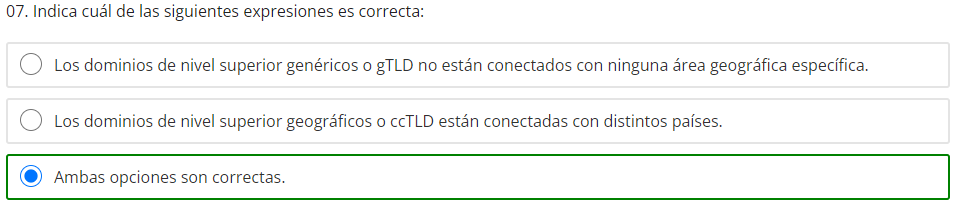 07. Indica cuál de las siguientes expresiones es correcta:
Los dominios de nivel superior genéricos o gTLD no están conectados con ninguna área geográfica específica.
Los dominios de nivel superior geográficos o ccTLD están conectadas con distintos países.
Ambas opciones son correctas.